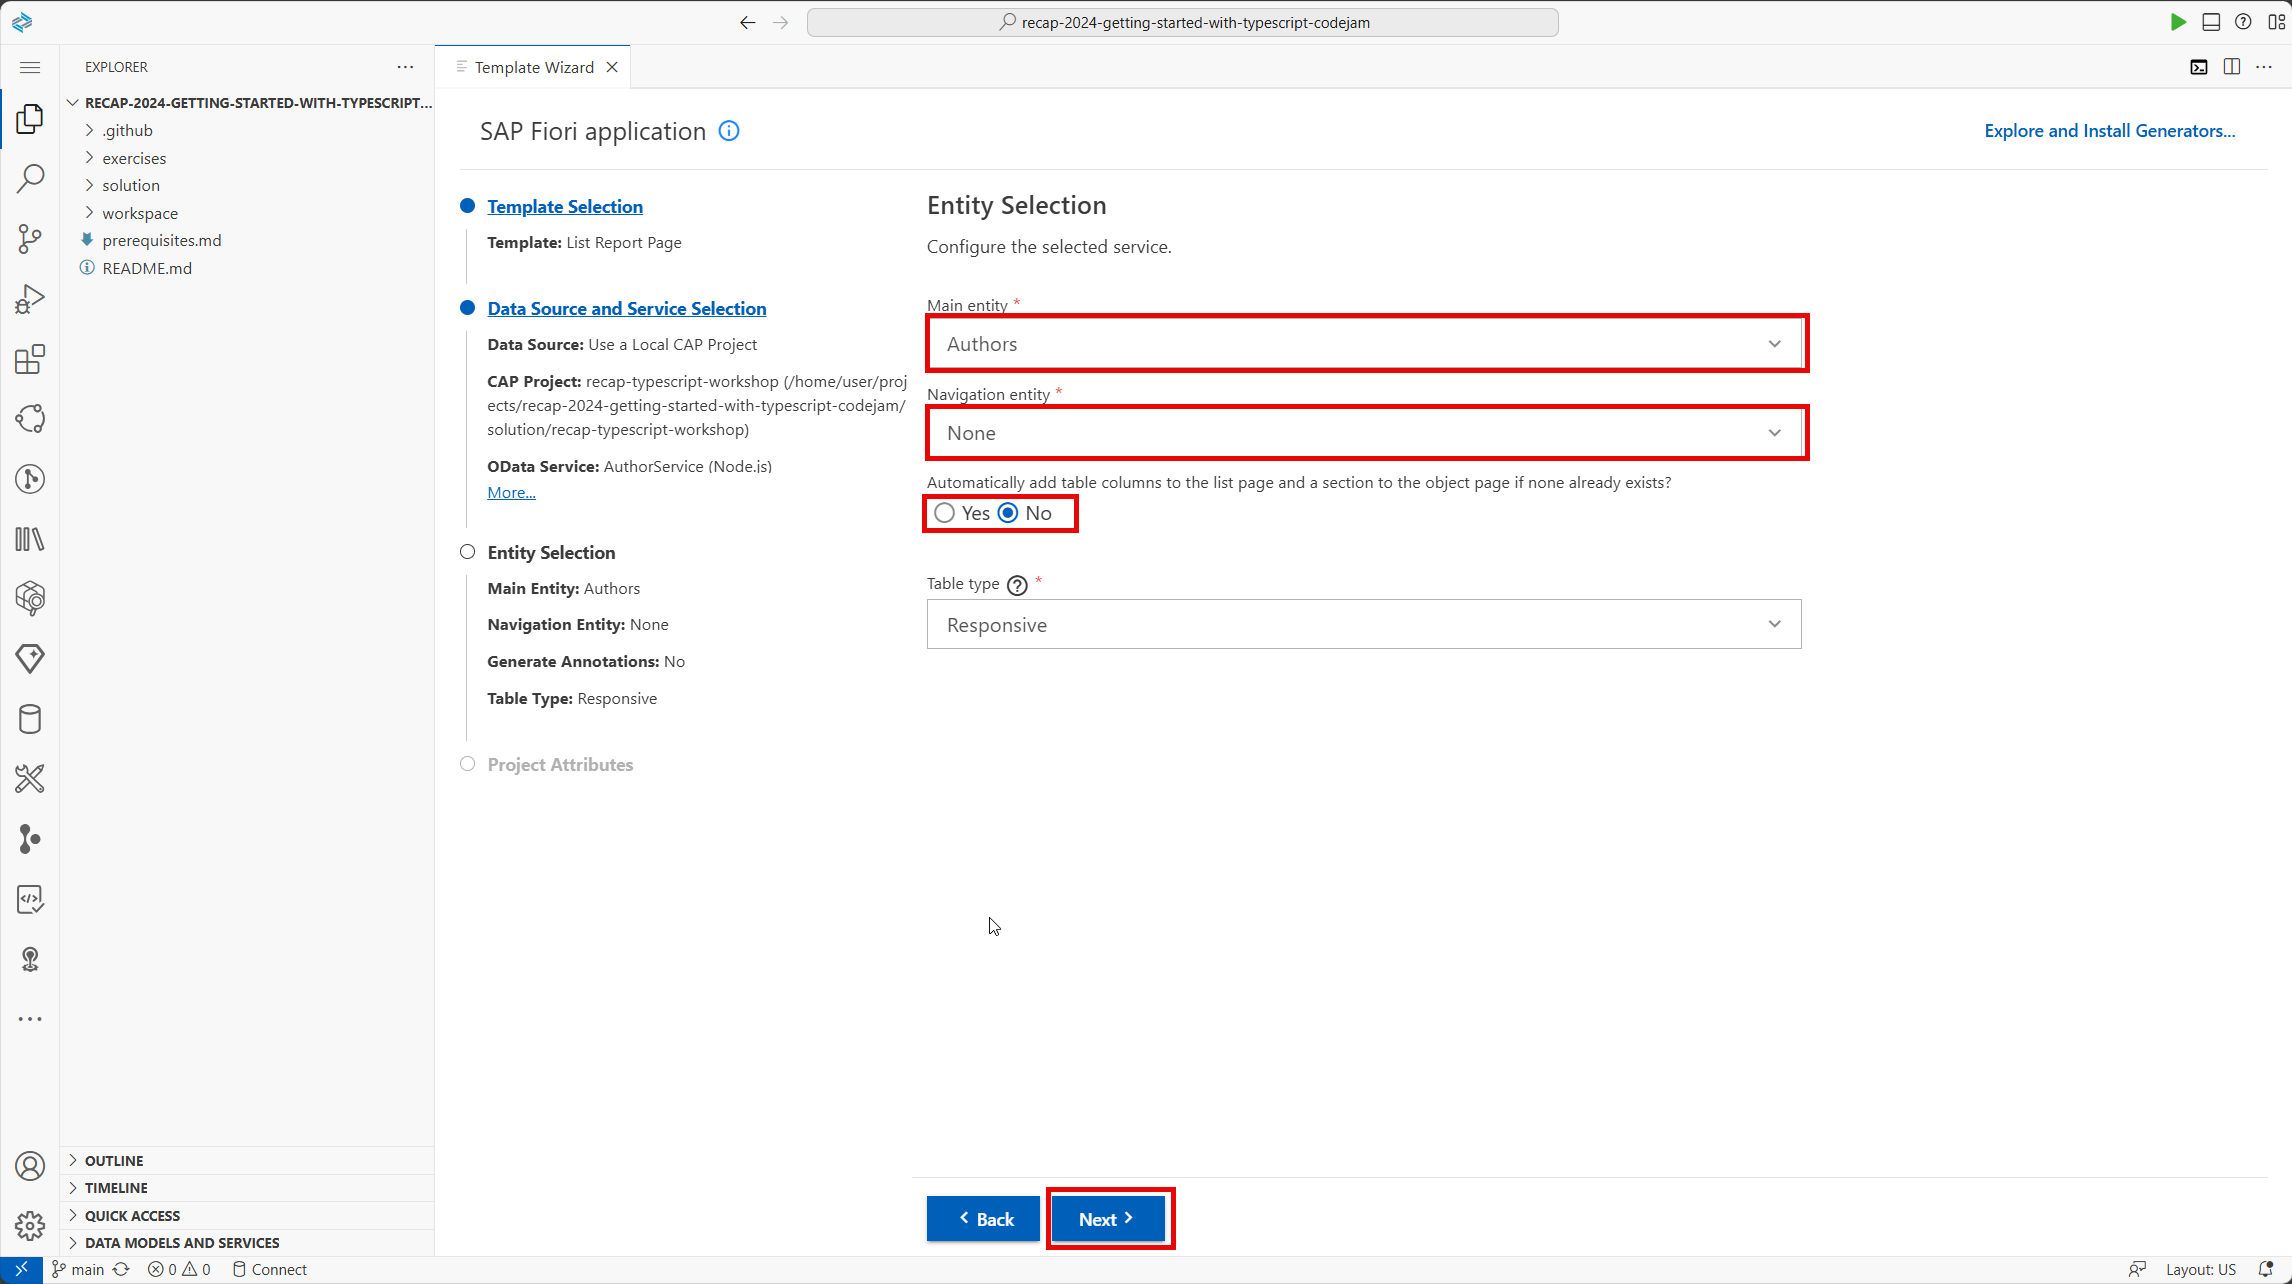 recap-2024-getting-started-with-typescript-codejam
EXPLORER
Template Wizard
RECAP-2024-GETTING-STARTED-WITH-TYPESCRIPT...
.github
exercises
solution
workspace
prerequisites.md
README.md
SAP Fiori application
Explore and Install Generators...
Template Selection
Template: List Report Page
Data Source and Service Selection
Data Source: Use a Local CAP Project
CAP Project: recap-typescript-workshop (/home/user/proj
ects/recap-2024-getting-started-with-typescript-codejam/
solution/recap-typescript-workshop)
OData Service: AuthorService (Node.js)
More...
Entity Selection
Main Entity: Authors
Navigation Entity: None
Generate Annotations: No
Table Type: Responsive
Project Attributes
Entity Selection
Configure the selected service.
Main entity *
Authors
Navigation entity *
None
Automatically add table columns to the list page and a section to the object page if none already exists?
Yes No
Table type *
Responsive
Back
Next
OUTLINE
TIMELINE
QUICK ACCESS
DATA MODELS AND SERVICES
main 0 0 Connect
Layout: US